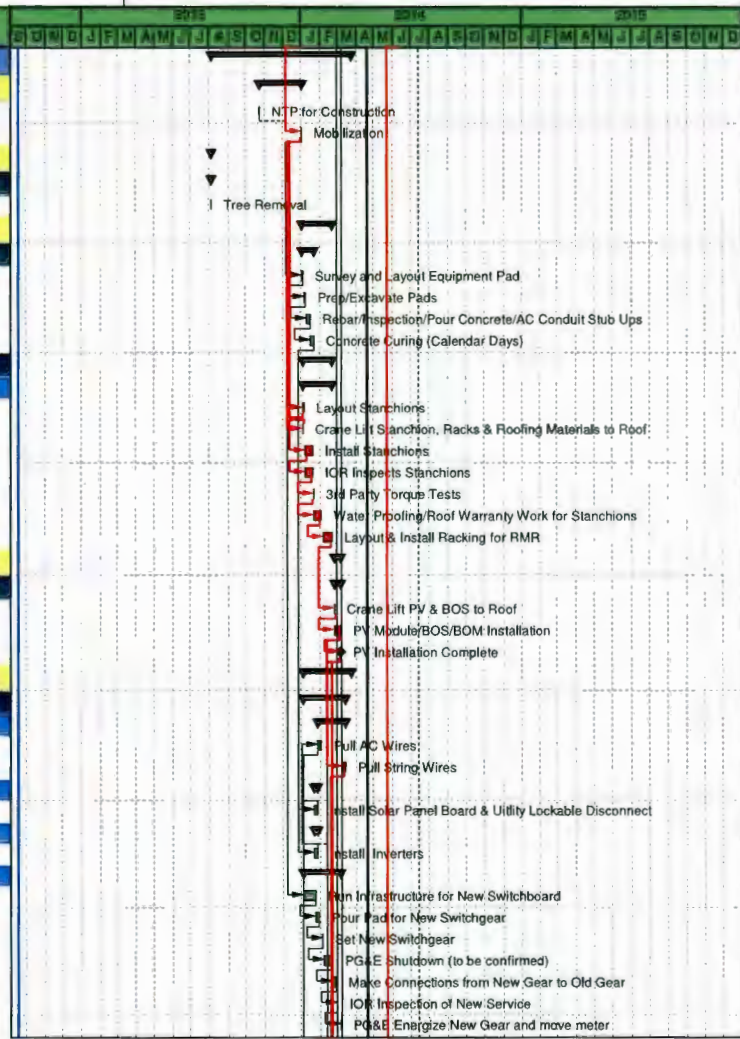 2013 2014 2015
S O N D J F M A M J J A S O N D J F M A M J J A S O N D J F M A M J J A S O N D
NTP for Construction
Mobilization
Tree Removal
Survey and Layout Equipment Pad
Prep/Excavate Pads
Rebar/Inspection/Pour Concrete/AC Conduit Stub Ups
Concrete Curing (Calendar Days)
Layout Stanchions
Crane Lift Stanchion, Racks & Roofing Materials to Roof
Install Stanchions
IOR Inspects Stanchions
3rd Party Torque Tests
Water Proofing/Roof Warranty Work for Stanchions
Layout & Install Racking for RMR
Crane Lift PV & BOS to Roof
PV Module/BOS/BOM Installation
PV Installation Complete
Pull AC Wires
Pull String Wires
Install Solar Panel Board & Uitlity Lockable Disconnect
Install Inverters
Run Infrastructure for New Switchboard
Pour Pad for New Switchgear
Set New Switchgear
PG&E Shutdown (to be confirmed)
Make Connections from New Gear to Old Gear
IOR Inspection of New Service
PG&E Energize New Gear and move meter